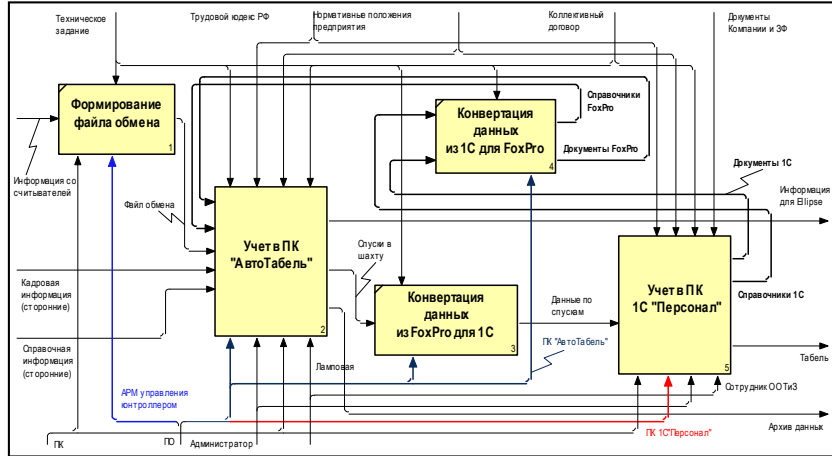 Техническое
задание
Трудовой кодекс РФ
Нормативные положения
предприятия
Коллективный
договор
Документы
Компании и ЭФ
Формирование
файла обмена
1
Конвертация
данных
из 1С для FoxPro
4
Справочники
FoxPro
Документы FoxPro
Документы 1С
Информация со
считывателей
Файл обмена
Информация
для Ellipse
Учет в ПК
"АвтоТабель"
2
Спуски в
шахту
Учет в ПК
1С "Персонал"
5
Кадровая
информация
(сторонние)
Конвертация
данных
из FoxPro для 1С
3
Данные по
спускам
Справочники 1С
Справочная
информация
(сторонние)
ПК "АвтоТабель"
Табель
Ламповая
АРМ управления
контроллером
Сотрудник ООТиЗ
ПК
ПО
Администратор
ПК 1С"Персонал"
Архив данных